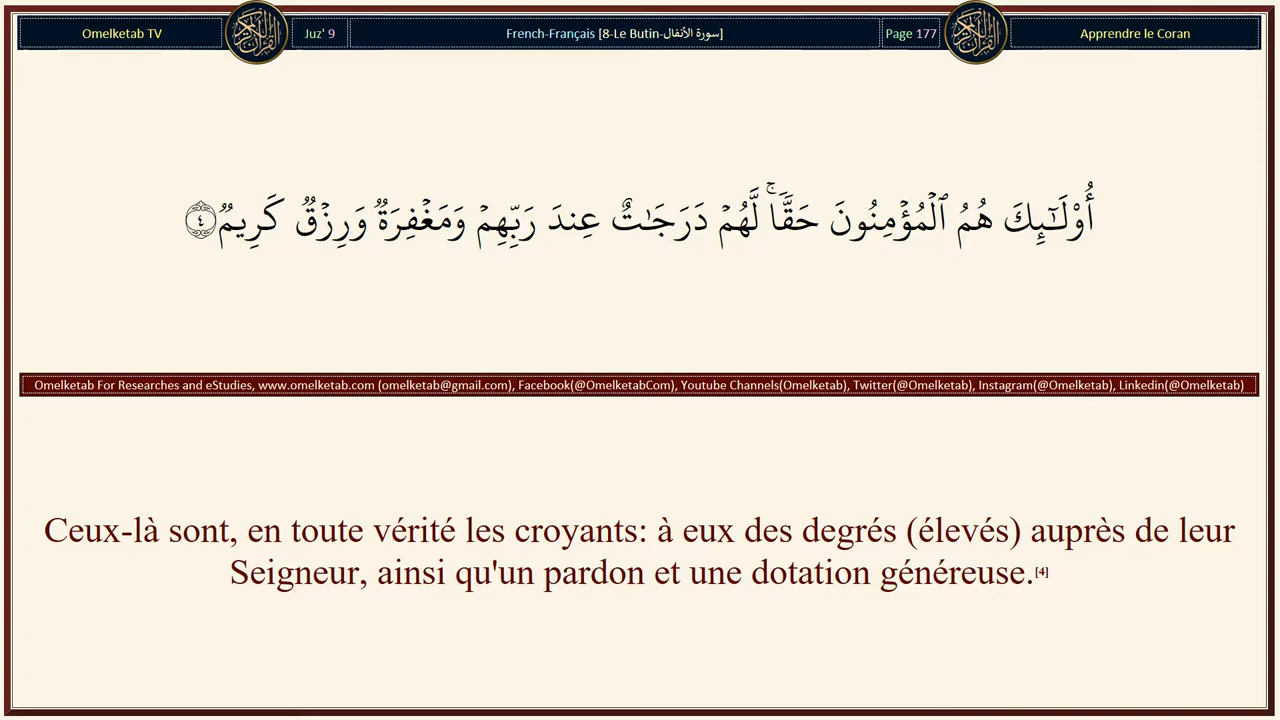 Omelketab TV
Juz' 9
French-Français [8-Le Butin-سورة الأنفال]
Page 177
Apprendre le Coran
أُوْلَـٰٓئِكَ هُمُ ٱلْمُؤْمِنُونَ حَقًّاۚ لَّهُمْ دَرَجَـٰتٌ عِندَ رَبِّهِمْ وَمَغْفِرَةٌ وَرِزْقٌ كَرِيمٌ ٤
Omelketab For Researches and eStudies, www.omelketab.com (omelketab@gmail.com), Facebook(@OmelketabCom), Youtube Channels(Omelketab), Twitter(@Omelketab), Instagram(@Omelketab), Linkedin(@Omelketab)
Ceux-là sont, en toute vérité les croyants: à eux des degrés (élevés) auprès de leur
Seigneur, ainsi qu'un pardon et une dotation généreuse.[4]